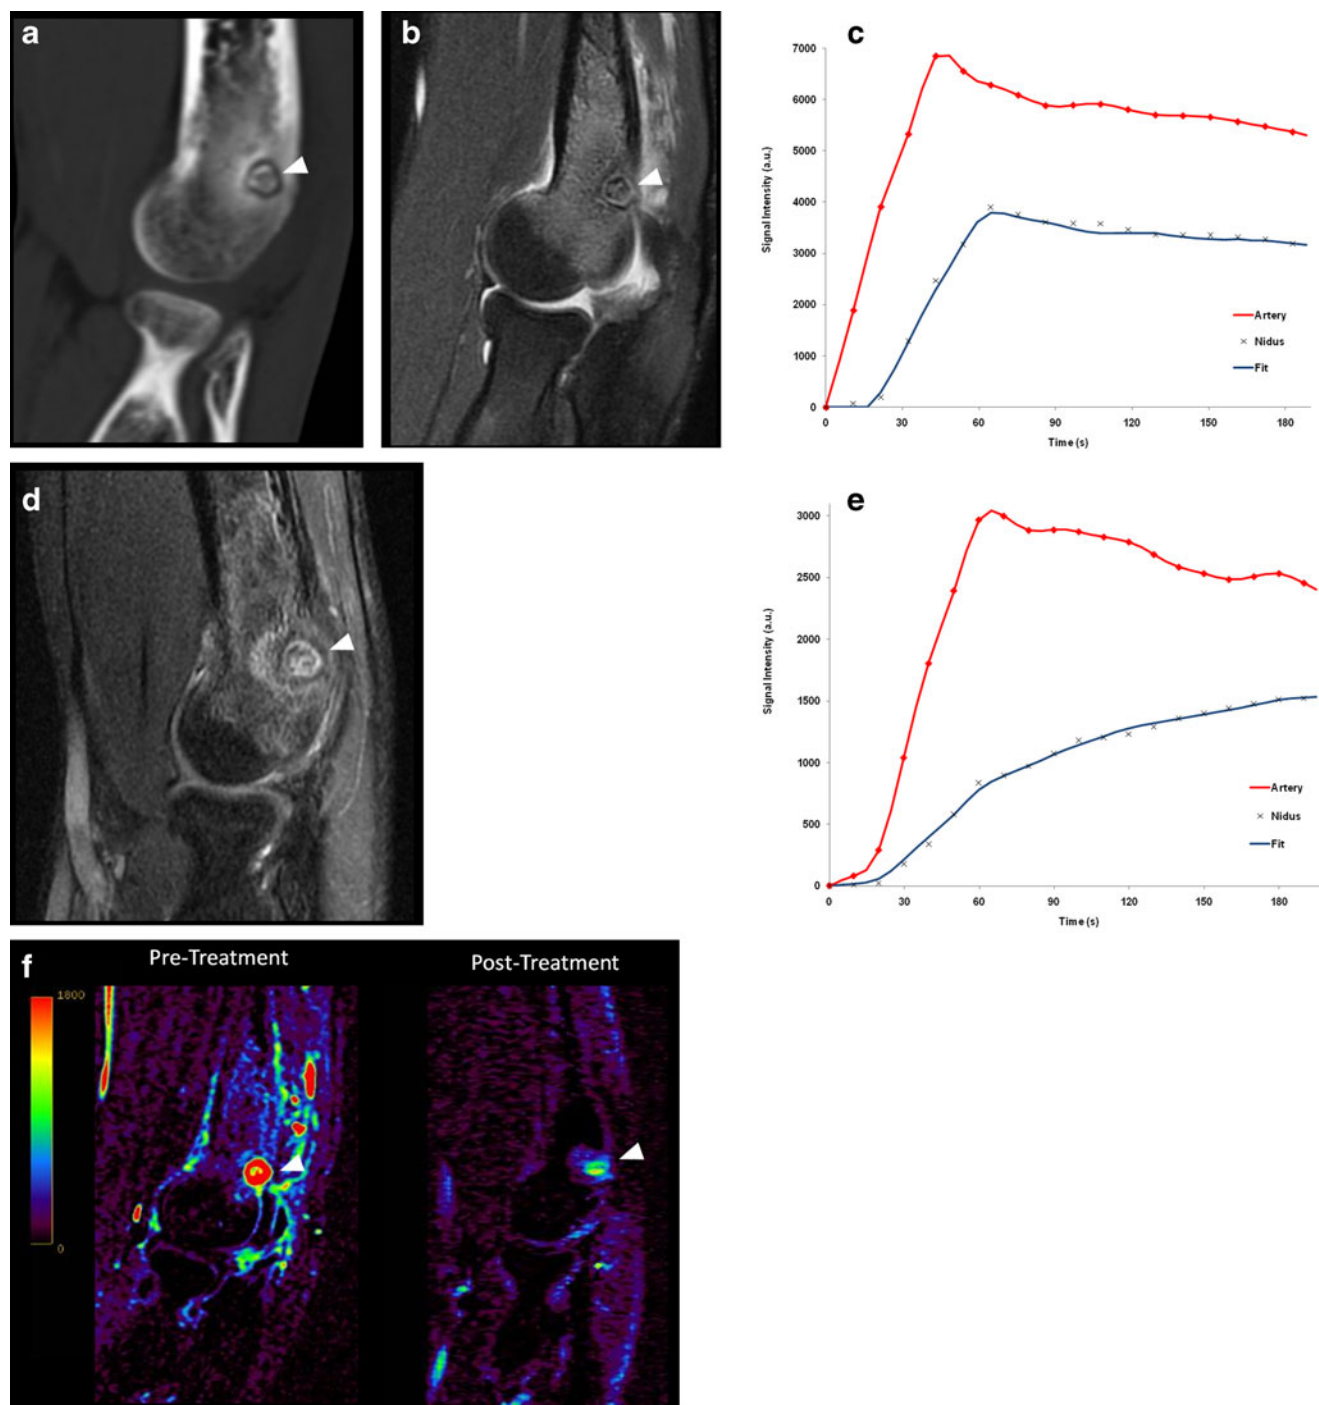 a
b
c
7000
6000
5000
4000
3000
2000
1000
0
Signal Intensity (a.u.)
0 30 60 90 120 150 180
Time (s)
Artery
Nidus
Fit
d
e
3000
2500
2000
1500
1000
500
0
Signal Intensity (a.u.)
0 30 60 90 120 150 180
Time (s)
Artery
Nidus
Fit
f
Pre-Treatment
Post-Treatment
1800
0